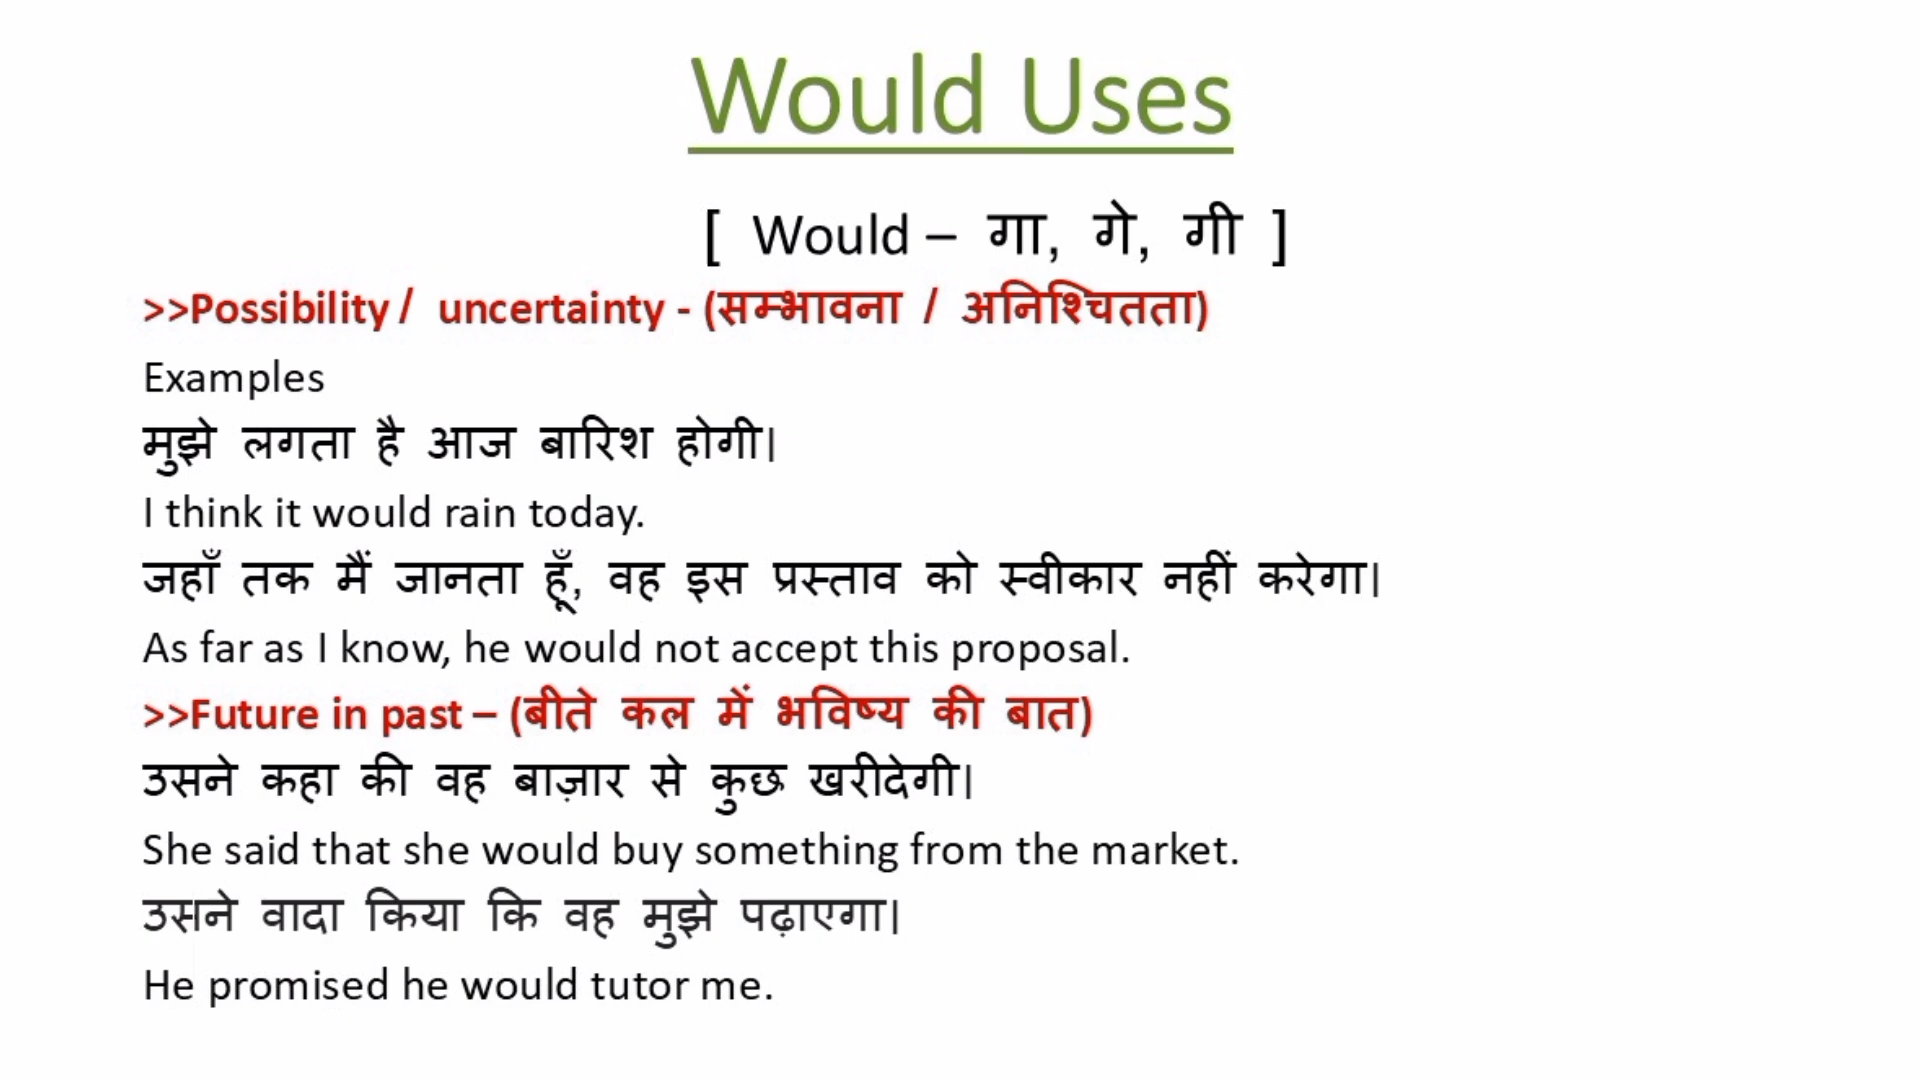 Would Uses
[ Would – गा, गे, गी ]
>>Possibility / uncertainty - (सम्भावना / अनिश्चितता)
Examples
मुझे लगता है आज बारिश होगी|
I think it would rain today.
जहाँ तक मैं जानता हूँ, वह इस प्रस्ताव को स्वीकार नहीं करेगा|
As far as I know, he would not accept this proposal.
>>Future in past – (बीते कल में भविष्य की बात)
उसने कहा की वह बाज़ार से कुछ खरीदेगी|
She said that she would buy something from the market.
उसने वादा किया कि वह मुझे पढ़ाएगा|
He promised he would tutor me.